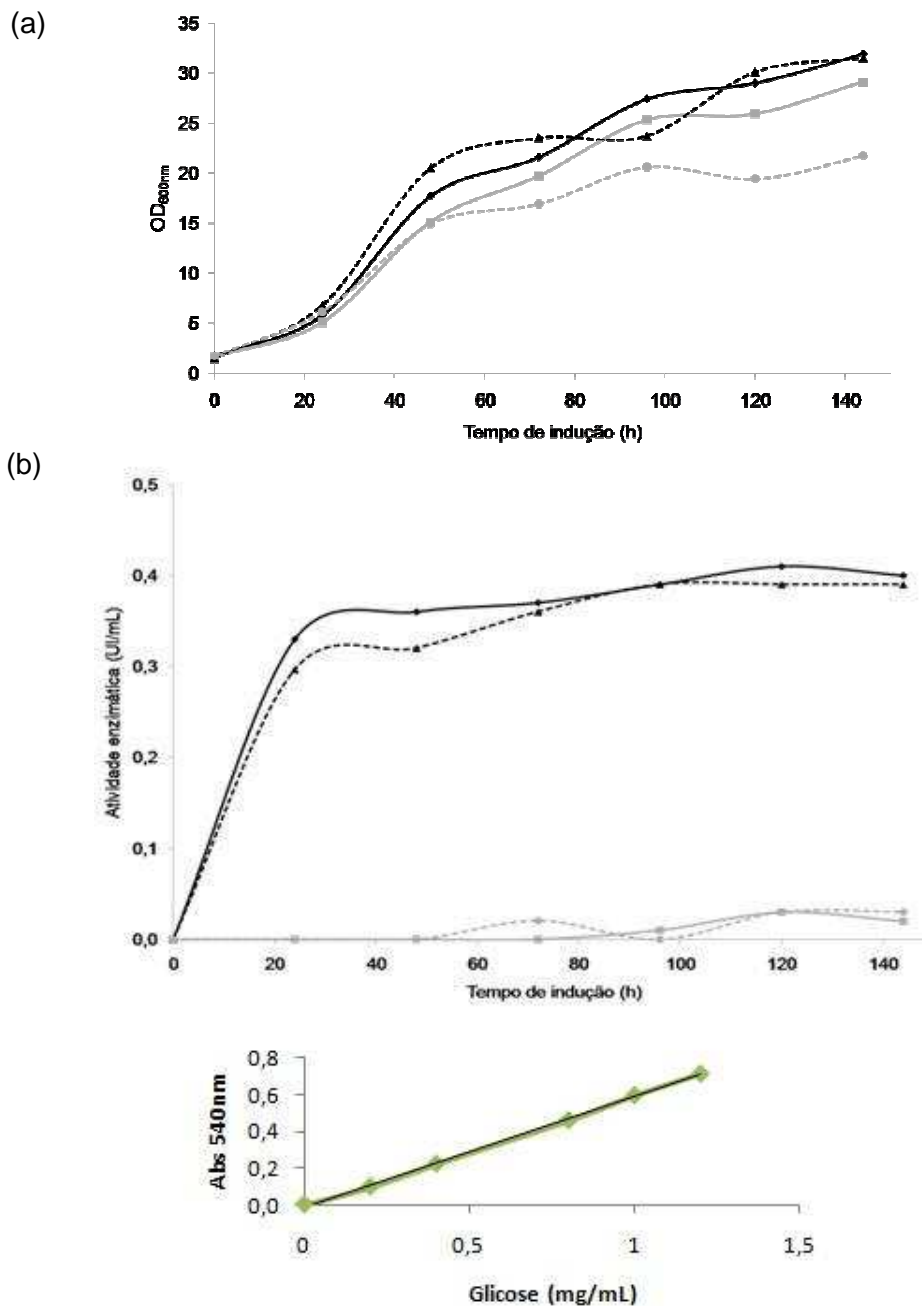 (a)
35
30
25
20
15
10
5
0
OD600nm
0 20 40 60 80 100 120 140
Tempo de indução (h)
(b)
0,5
0,4
0,3
0,2
0,1
0,0
Atividade enzimática (UI/mL)
0 20 40 60 80 100 120 140
Tempo de indução (h)
0,8
0,6
0,4
0,2
0,0
Abs 540nm
0 0,5 1 1,5
Glicose (mg/mL)